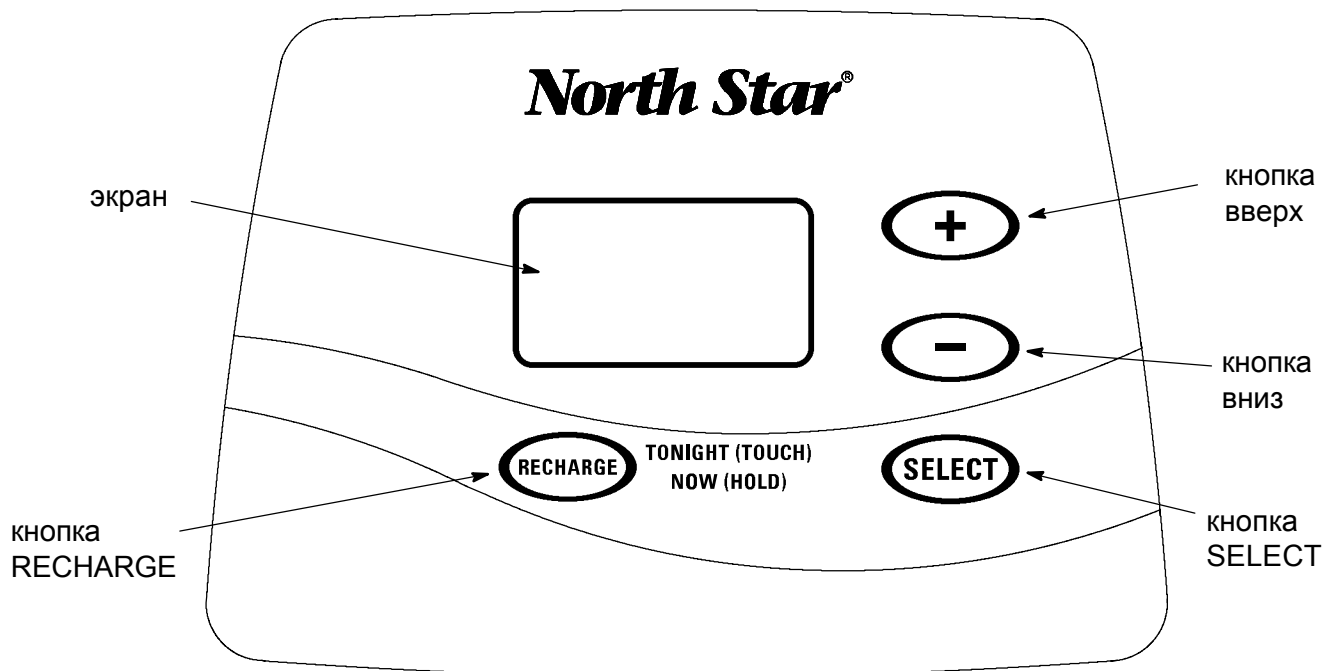 North Star®
экран
+
кнопка
вверх
−
кнопка
вниз
RECHARGE
TONIGHT (TOUCH)
NOW (HOLD)
SELECT
кнопка
RECHARGE
кнопка
SELECT